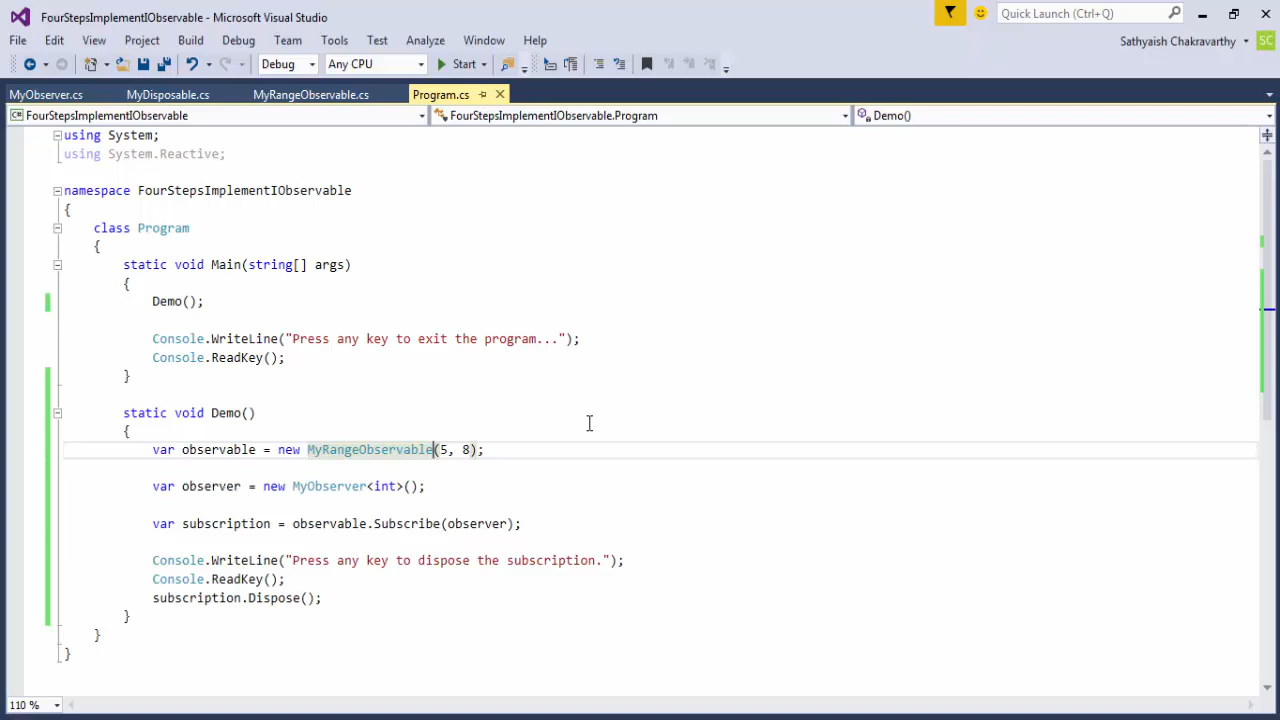 FourStepsImplementIObservable - Microsoft Visual Studio
Quick Launch (Ctrl+Q)
File Edit View Project Build Debug Team Tools Test Analyze Window Help
Sathyaish Chakravarthy SC
Debug Any CPU Start
MyObserver.cs MyDisposable.cs MyRangeObservable.cs Program.cs
C# FourStepsImplementIObservable FourStepsImplementIObservable.Program Demo()
using System;
using System.Reactive;
namespace FourStepsImplementIObservable
{
class Program
{
static void Main(string[] args)
{
Demo();
Console.WriteLine("Press any key to exit the program...");
Console.ReadKey();
}
static void Demo()
{
var observable = new MyRangeObservable(5, 8);
var observer = new MyObserver<int>();
var subscription = observable.Subscribe(observer);
Console.WriteLine("Press any key to dispose the subscription.");
Console.ReadKey();
subscription.Dispose();
}
}
}
110 %